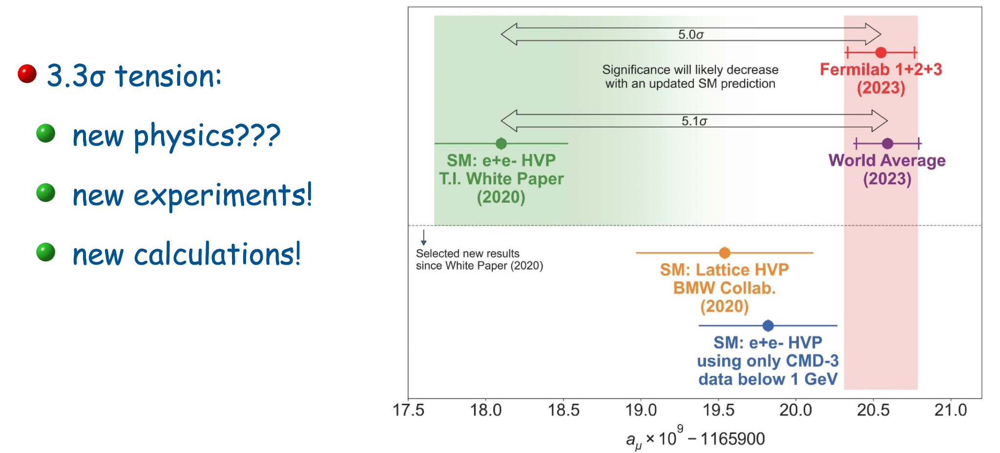 3.3σ tension:
new physics???
new experiments!
new calculations!
5.0σ
Significance will likely decrease
with an updated SM prediction
Fermilab 1+2+3
(2023)
5.1σ
SM: e+e- HVP
T.I. White Paper
(2020)
World Average
(2023)
Selected new results
since White Paper (2020)
SM: Lattice HVP
BMW Collab.
(2020)
SM: e+e- HVP
using only CMD-3
data below 1 GeV
17.5 18.0 18.5 19.0 19.5 20.0 20.5 21.0
aμ × 10⁹ − 1165900